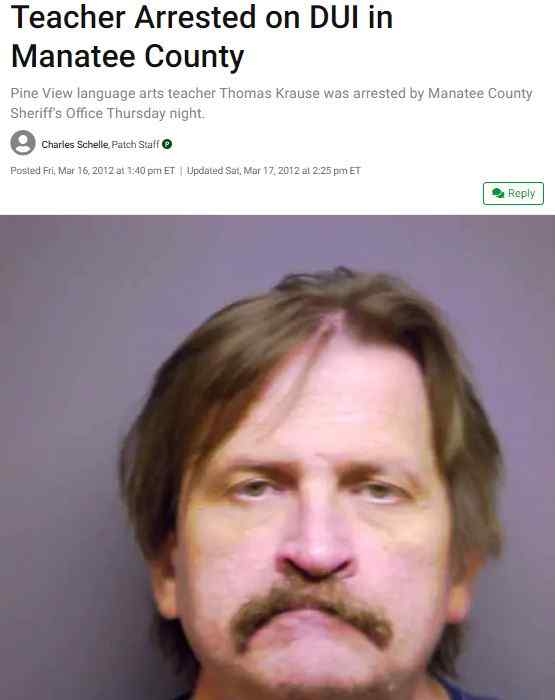 Teacher Arrested on DUI in
Manatee County
Pine View language arts teacher Thomas Krause was arrested by Manatee County
Sheriff's Office Thursday night.
Charles Schelle, Patch Staff P
Posted Fri, Mar 16, 2012 at 1:40 pm ET | Updated Sat, Mar 17, 2012 at 2:25 pm ET
Reply